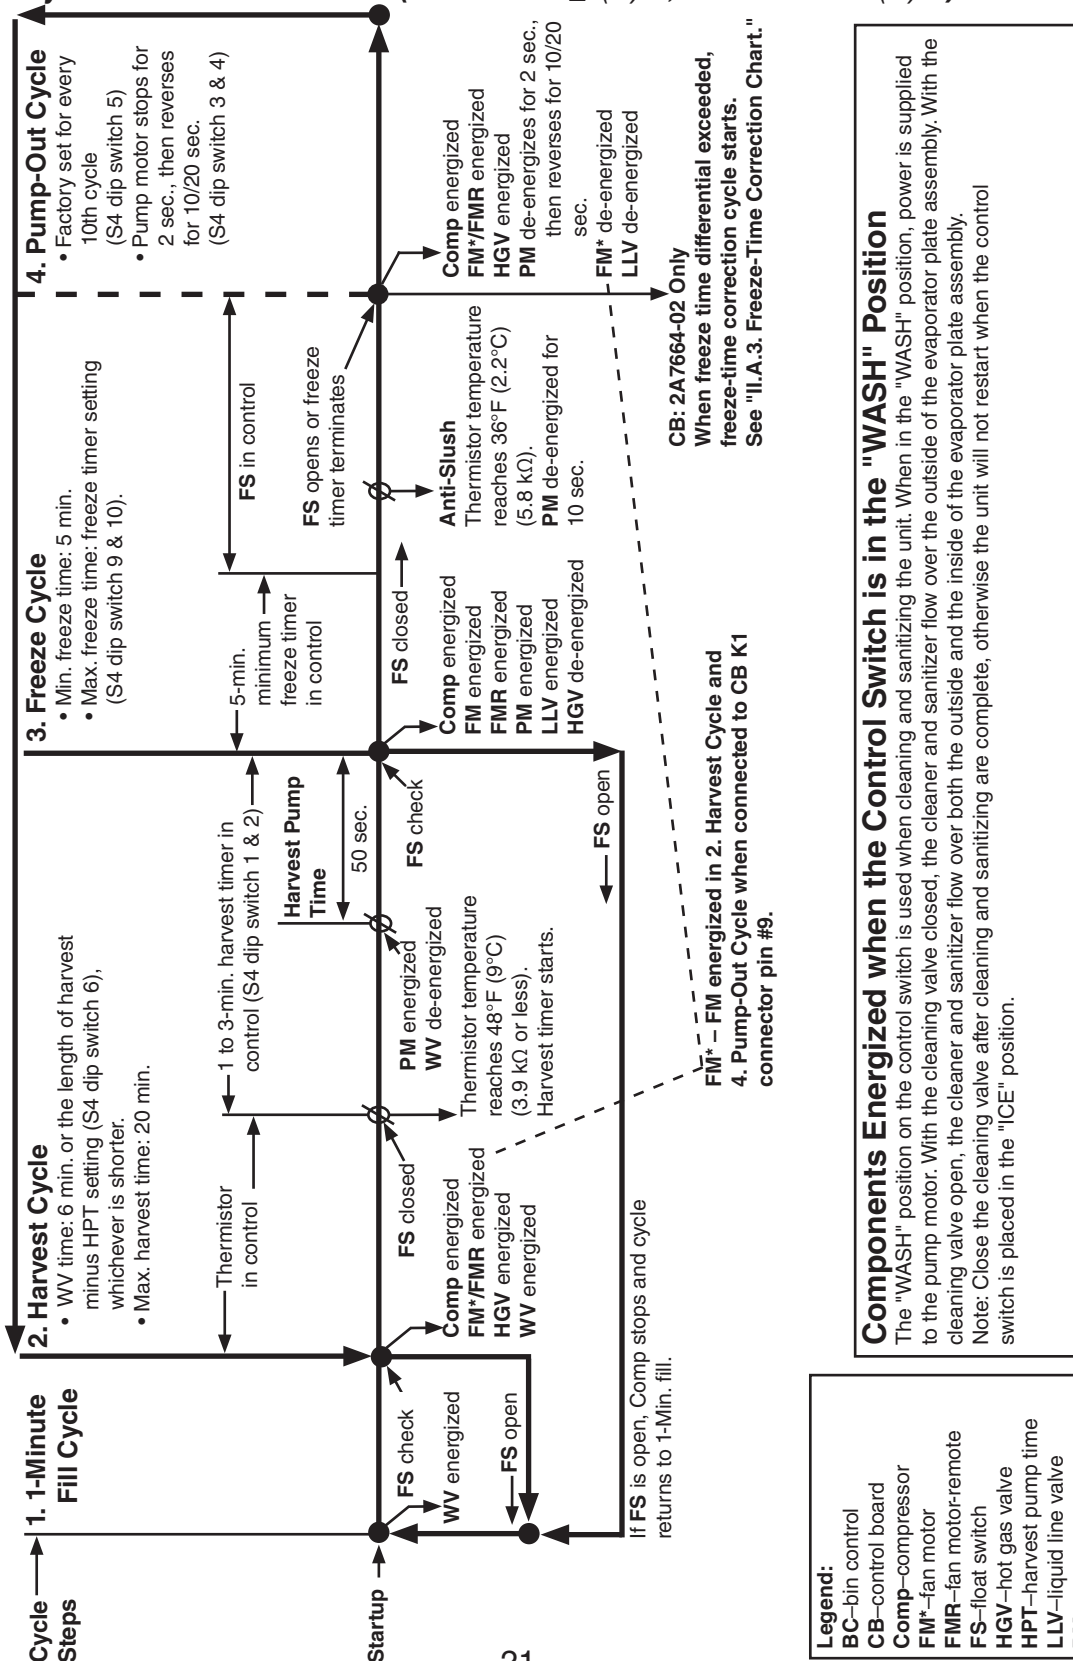 Cycle Steps
1. 1-Minute
Fill Cycle
2. Harvest Cycle
• WV time: 6 min. or the length of harvest
minus HPT setting (S4 dip switch 6),
whichever is shorter.
• Max. harvest time: 20 min.
3. Freeze Cycle
• Min. freeze time: 5 min.
• Max. freeze time: freeze timer setting
(S4 dip switch 9 & 10).
4. Pump-Out Cycle
• Factory set for every
10th cycle
(S4 dip switch 5)
• Pump motor stops for
2 sec., then reverses
for 10/20 sec.
(S4 dip switch 3 & 4)
Thermistor
in control
1 to 3-min. harvest timer in
control (S4 dip switch 1 & 2)
Harvest Pump
Time
50 sec.
5-min.
minimum
freeze timer
in control
FS in control
FS opens or freeze
timer terminates
Startup
FS check
WV energized
FS open
FS closed
Comp energized
FM*/FMR energized
HGV energized
WV energized
Thermistor temperature
reaches 48°F (9°C)
(3.9 kΩ or less).
Harvest timer starts.
PM energized
WV de-energized
FS check
FS closed
Comp energized
FM energized
FMR energized
PM energized
LLV energized
HGV de-energized
Anti-Slush
Thermistor temperature
reaches 36°F (2.2°C)
(5.8 kΩ).
PM de-energized for
10 sec.
Comp energized
FM*/FMR energized
HGV energized
PM de-energizes for 2 sec.,
then reverses for 10/20
sec.
FM* de-energized
LLV de-energized
FS open
If FS is open, Comp stops and cycle
returns to 1-Min. fill.
FM* – FM energized in 2. Harvest Cycle and
4. Pump-Out Cycle when connected to CB K1
connector pin #9.
CB: 2A7664-02 Only
When freeze time differential exceeded,
freeze-time correction cycle starts.
See "II.A.3. Freeze-Time Correction Chart."
Legend:
BC–bin control
CB–control board
Comp–compressor
FM*–fan motor
FMR–fan motor-remote
FS–float switch
HGV–hot gas valve
HPT–harvest pump time
LLV–liquid line valve
Components Energized when the Control Switch is in the "WASH" Position
The "WASH" position on the control switch is used when cleaning and sanitizing the unit. When in the "WASH" position, power is supplied
to the pump motor. With the cleaning valve closed, the cleaner and sanitizer flow over the outside of the evaporator plate assembly. With the
cleaning valve open, the cleaner and sanitizer flow over both the outside and the inside of the evaporator plate assembly.
Note: Close the cleaning valve after cleaning and sanitizing are complete, otherwise the unit will not restart when the control
switch is placed in the "ICE" position.